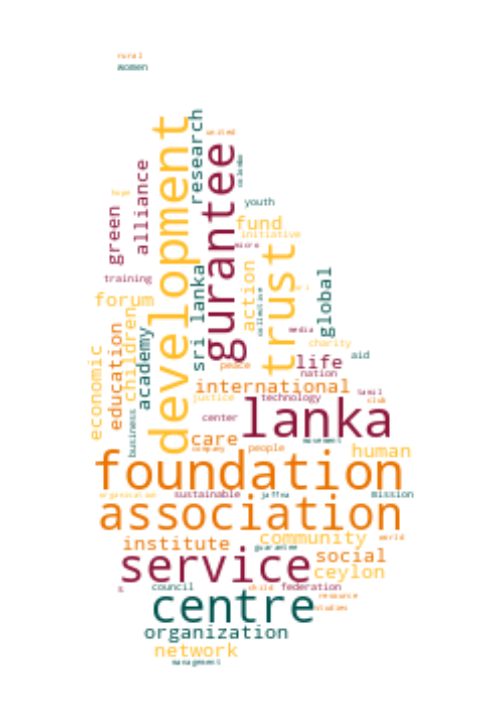 rural
women
development
research
united
gurantee
colombo
alliance
hope
youth
green
fund
initiative
micro
trust
action
sri lanka
global
training
forum
children
collective
education
academy
economic
media
charity
peace
life
aid
nation
international
justice
technology
tamil
club
lanka
center
business
care
company
people
movement
human
foundation
organisation
sustainable
jaffna
mission
association
institute
guarantee
community
world
social
service
ceylon
council
child
federation
resource
centre
studies
organization
network
management